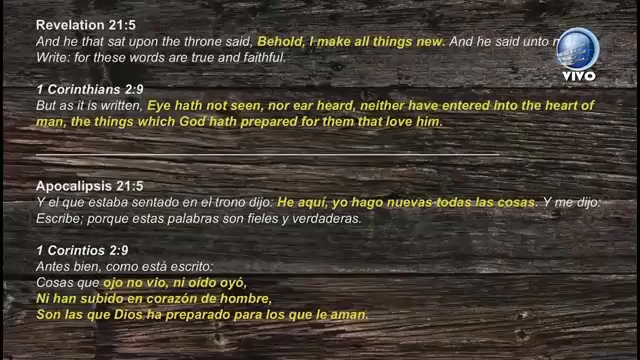 Revelation 21:5
And he that sat upon the throne said, Behold, I make all things new. And he said unto
Write: for these words are true and faithful.
1 Corinthians 2:9
But as it is written, Eye hath not seen, nor ear heard, neither have entered into the heart of
man, the things which God hath prepared for them that love him.
Apocalipsis 21:5
Y el que estaba sentado en el trono dijo: He aquí, yo hago nuevas todas las cosas. Y me dijo:
Escribe; porque estas palabras son fieles y verdaderas.
1 Corintios 2:9
Antes bien, como está escrito:
Cosas que ojo no vio, ni oído oyó,
Ni han subido en corazón de hombre,
Son las que Dios ha preparado para los que le aman.
VIVO